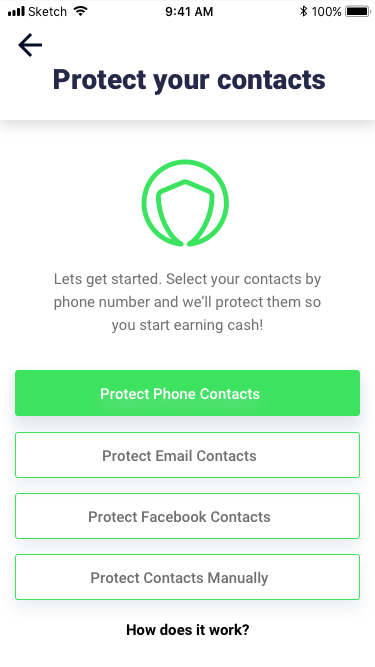 Sketch 9:41 AM 100%
Protect your contacts
Lets get started. Select your contacts by
phone number and we’ll protect them so
you start earning cash!
Protect Phone Contacts
Protect Email Contacts
Protect Facebook Contacts
Protect Contacts Manually
How does it work?